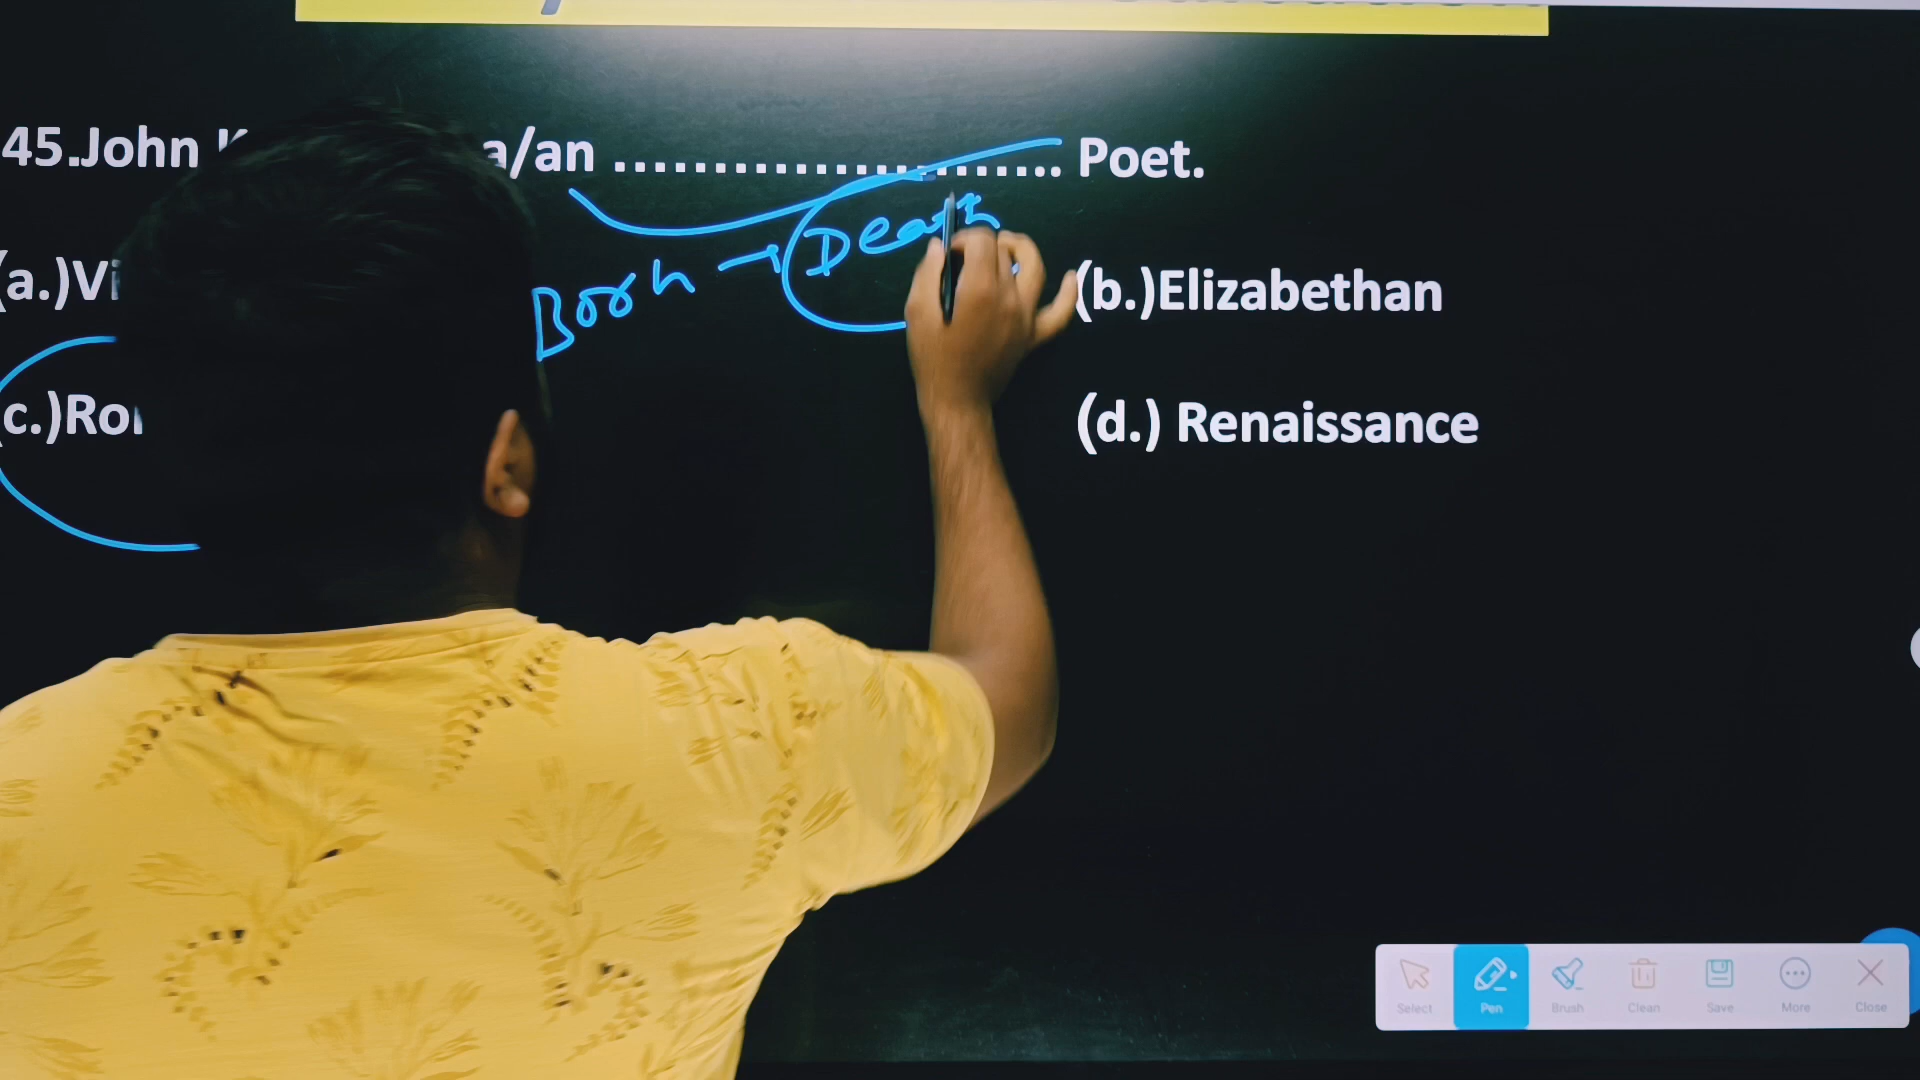 45.John a/an ........................ Poet.
Born → Death
(a.)Vi (b.)Elizabethan
(c.)Ro (d.) Renaissance
Select Pen Brush Clean Save More Close